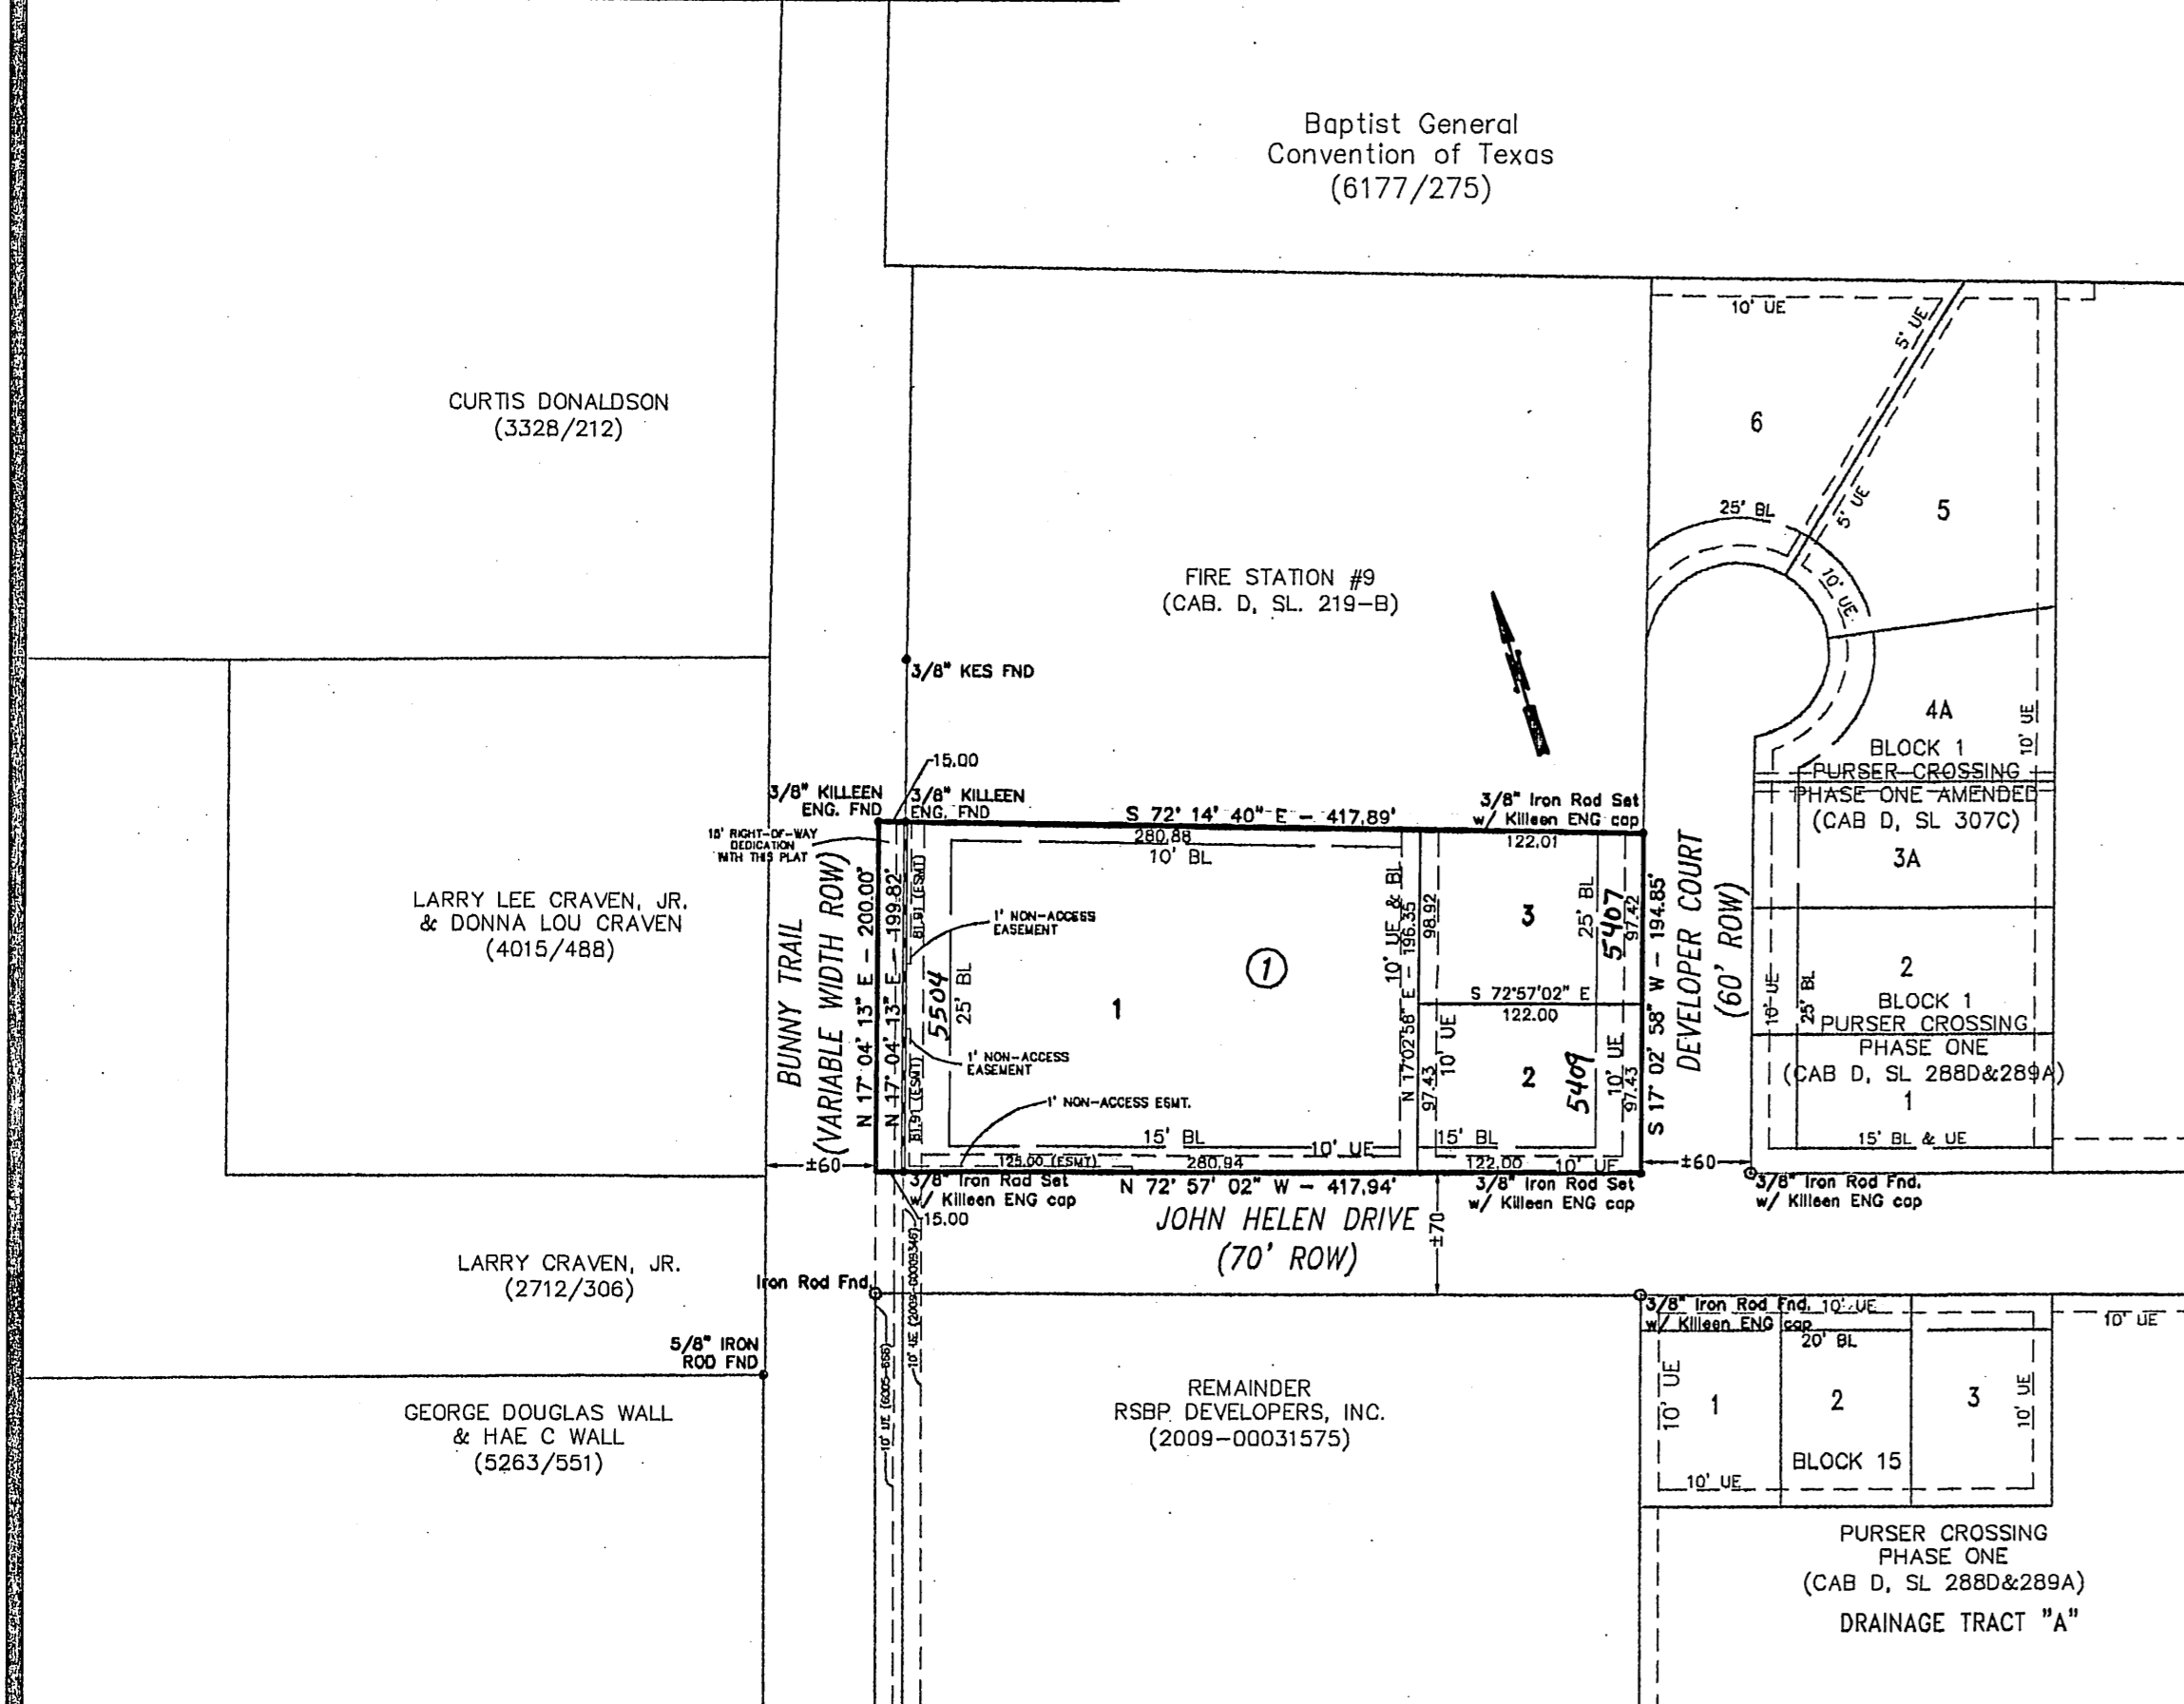 Baptist General
Convention of Texas
(6177/275)
10' UE
5' UE
CURTIS DONALDSON
(3328/212)
6
5
25' BL
5' UE
10' UE
FIRE STATION #9
(CAB. D, SL. 219-B)
3/8" KES FND
4A
10' UE
BLOCK 1
PURSER CROSSING
PHASE ONE AMENDED
(CAB D, SL 307C)
3A
15.00
3/8" KILLEEN
ENG. FND
3/8" KILLEEN
ENG. FND
S 72° 14' 40" E - 417.89'
3/8" Iron Rod Set
w/ Killeen ENG cap
15' RIGHT-OF-WAY
DEDICATION
WITH THIS PLAT
280.88
10' BL
122.01
BUNNY TRAIL
(VARIABLE WIDTH ROW)
N 17° 04' 13" E - 200.00'
N 17° 04' 13" E - 199.82'
81.91 (ESMT)
1' NON-ACCESS
EASEMENT
5504
25' BL
1
1
10' UE & BL
N 17°02'58" E - 196.35
98.92
3
25' BL
5407
97.42
S 17° 02' 58" W - 194.85'
DEVELOPER COURT
(60' ROW)
LARRY LEE CRAVEN, JR.
& DONNA LOU CRAVEN
(4015/488)
S 72°57'02" E
122.00
10' UE
25' BL
2
BLOCK 1
PURSER CROSSING
PHASE ONE
(CAB D, SL 288D&289A)
1
15' BL & UE
1' NON-ACCESS
EASEMENT
81.91 (ESMT)
1' NON-ACCESS ESMT.
97.43
10' UE
2
5409
10' UE
97.43
15' BL
10' UE
15' BL
±60
125.00 (ESMT)
280.94
122.00
10' UE
±60
3/8" Iron Rod Set
w/ Killeen ENG cap
15.00
N 72° 57' 02" W - 417.94'
3/8" Iron Rod Set
w/ Killeen ENG cap
3/8" Iron Rod Fnd.
w/ Killeen ENG cap
JOHN HELEN DRIVE
(70' ROW)
±70
LARRY CRAVEN, JR.
(2712/306)
Iron Rod Fnd.
10' UE (2009-00009346)
3/8" Iron Rod Fnd.
w/ Killeen ENG cap
10' UE
10' UE
20' BL
5/8" IRON
ROD FND
10' UE (6005-666)
GEORGE DOUGLAS WALL
& HAE C WALL
(5263/551)
REMAINDER
RSBP DEVELOPERS, INC.
(2009-00031575)
10' UE
1
2
3
10' UE
BLOCK 15
10' UE
PURSER CROSSING
PHASE ONE
(CAB D, SL 288D&289A)
DRAINAGE TRACT "A"